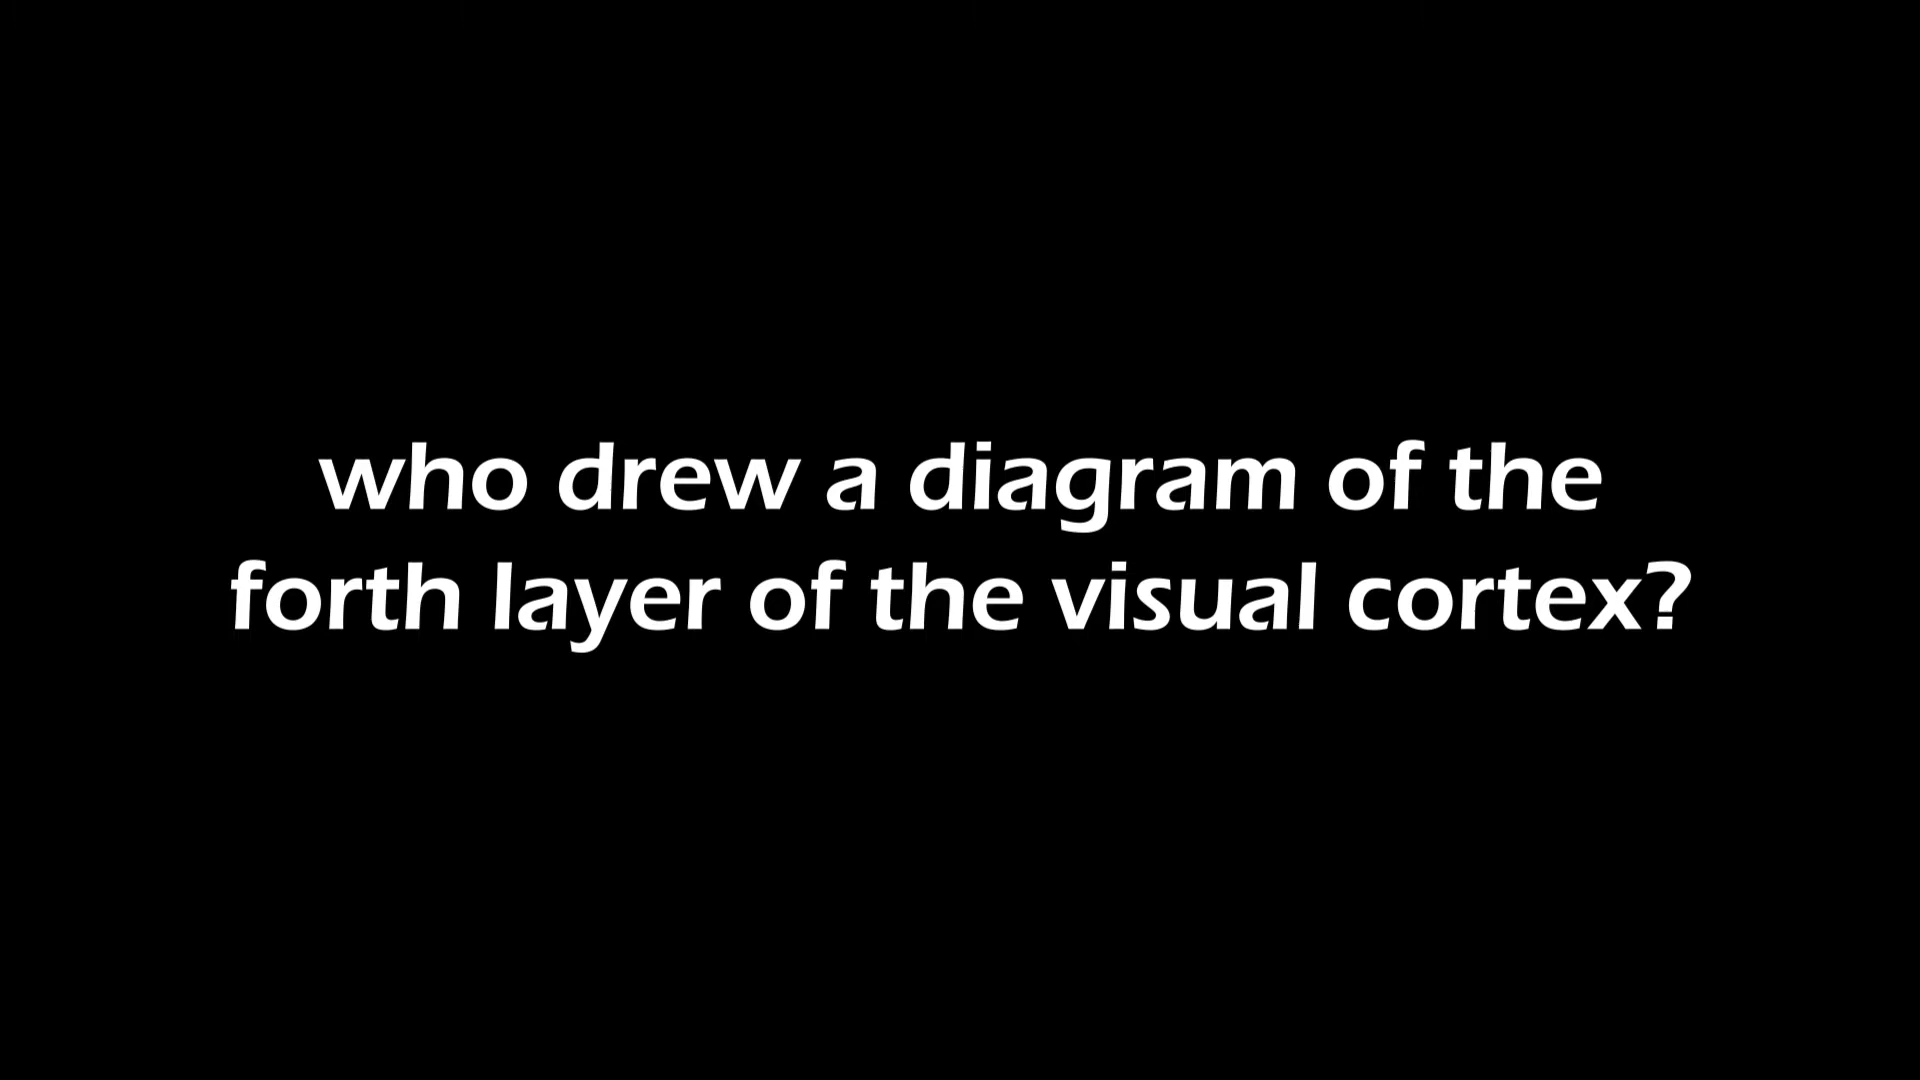 who drew a diagram of the
forth layer of the visual cortex?